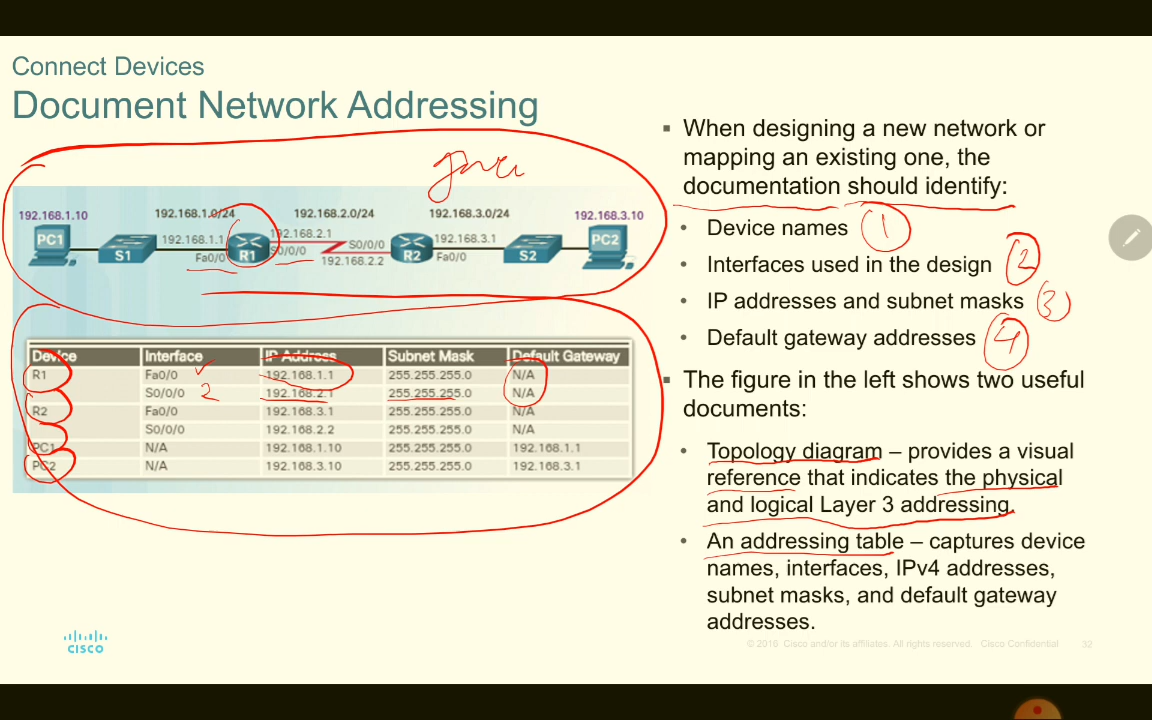 Connect Devices
Document Network Addressing
192.168.1.10
192.168.1.0/24
192.168.2.0/24
192.168.3.0/24
192.168.3.10
PC1
S1
192.168.1.1
Fa0/0
R1
192.168.2.1
S0/0/0
S0/0/0
192.168.2.2
R2
192.168.3.1
Fa0/0
S2
PC2
Device Interface IP Address Subnet Mask Default Gateway
R1 Fa0/0 192.168.1.1 255.255.255.0 N/A
S0/0/0 2 192.168.2.1 255.255.255.0 N/A
R2 Fa0/0 192.168.3.1 255.255.255.0 N/A
S0/0/0 192.168.2.2 255.255.255.0 N/A
PC1 N/A 192.168.1.10 255.255.255.0 192.168.1.1
PC2 N/A 192.168.3.10 255.255.255.0 192.168.3.1
▪ When designing a new network or
mapping an existing one, the
documentation should identify:
• Device names 1
• Interfaces used in the design 2
• IP addresses and subnet masks 3
• Default gateway addresses 4
▪ The figure in the left shows two useful
documents:
• Topology diagram – provides a visual
reference that indicates the physical
and logical Layer 3 addressing.
• An addressing table – captures device
names, interfaces, IPv4 addresses,
subnet masks, and default gateway
addresses.
CISCO
© 2016 Cisco and/or its affiliates. All rights reserved. Cisco Confidential 32